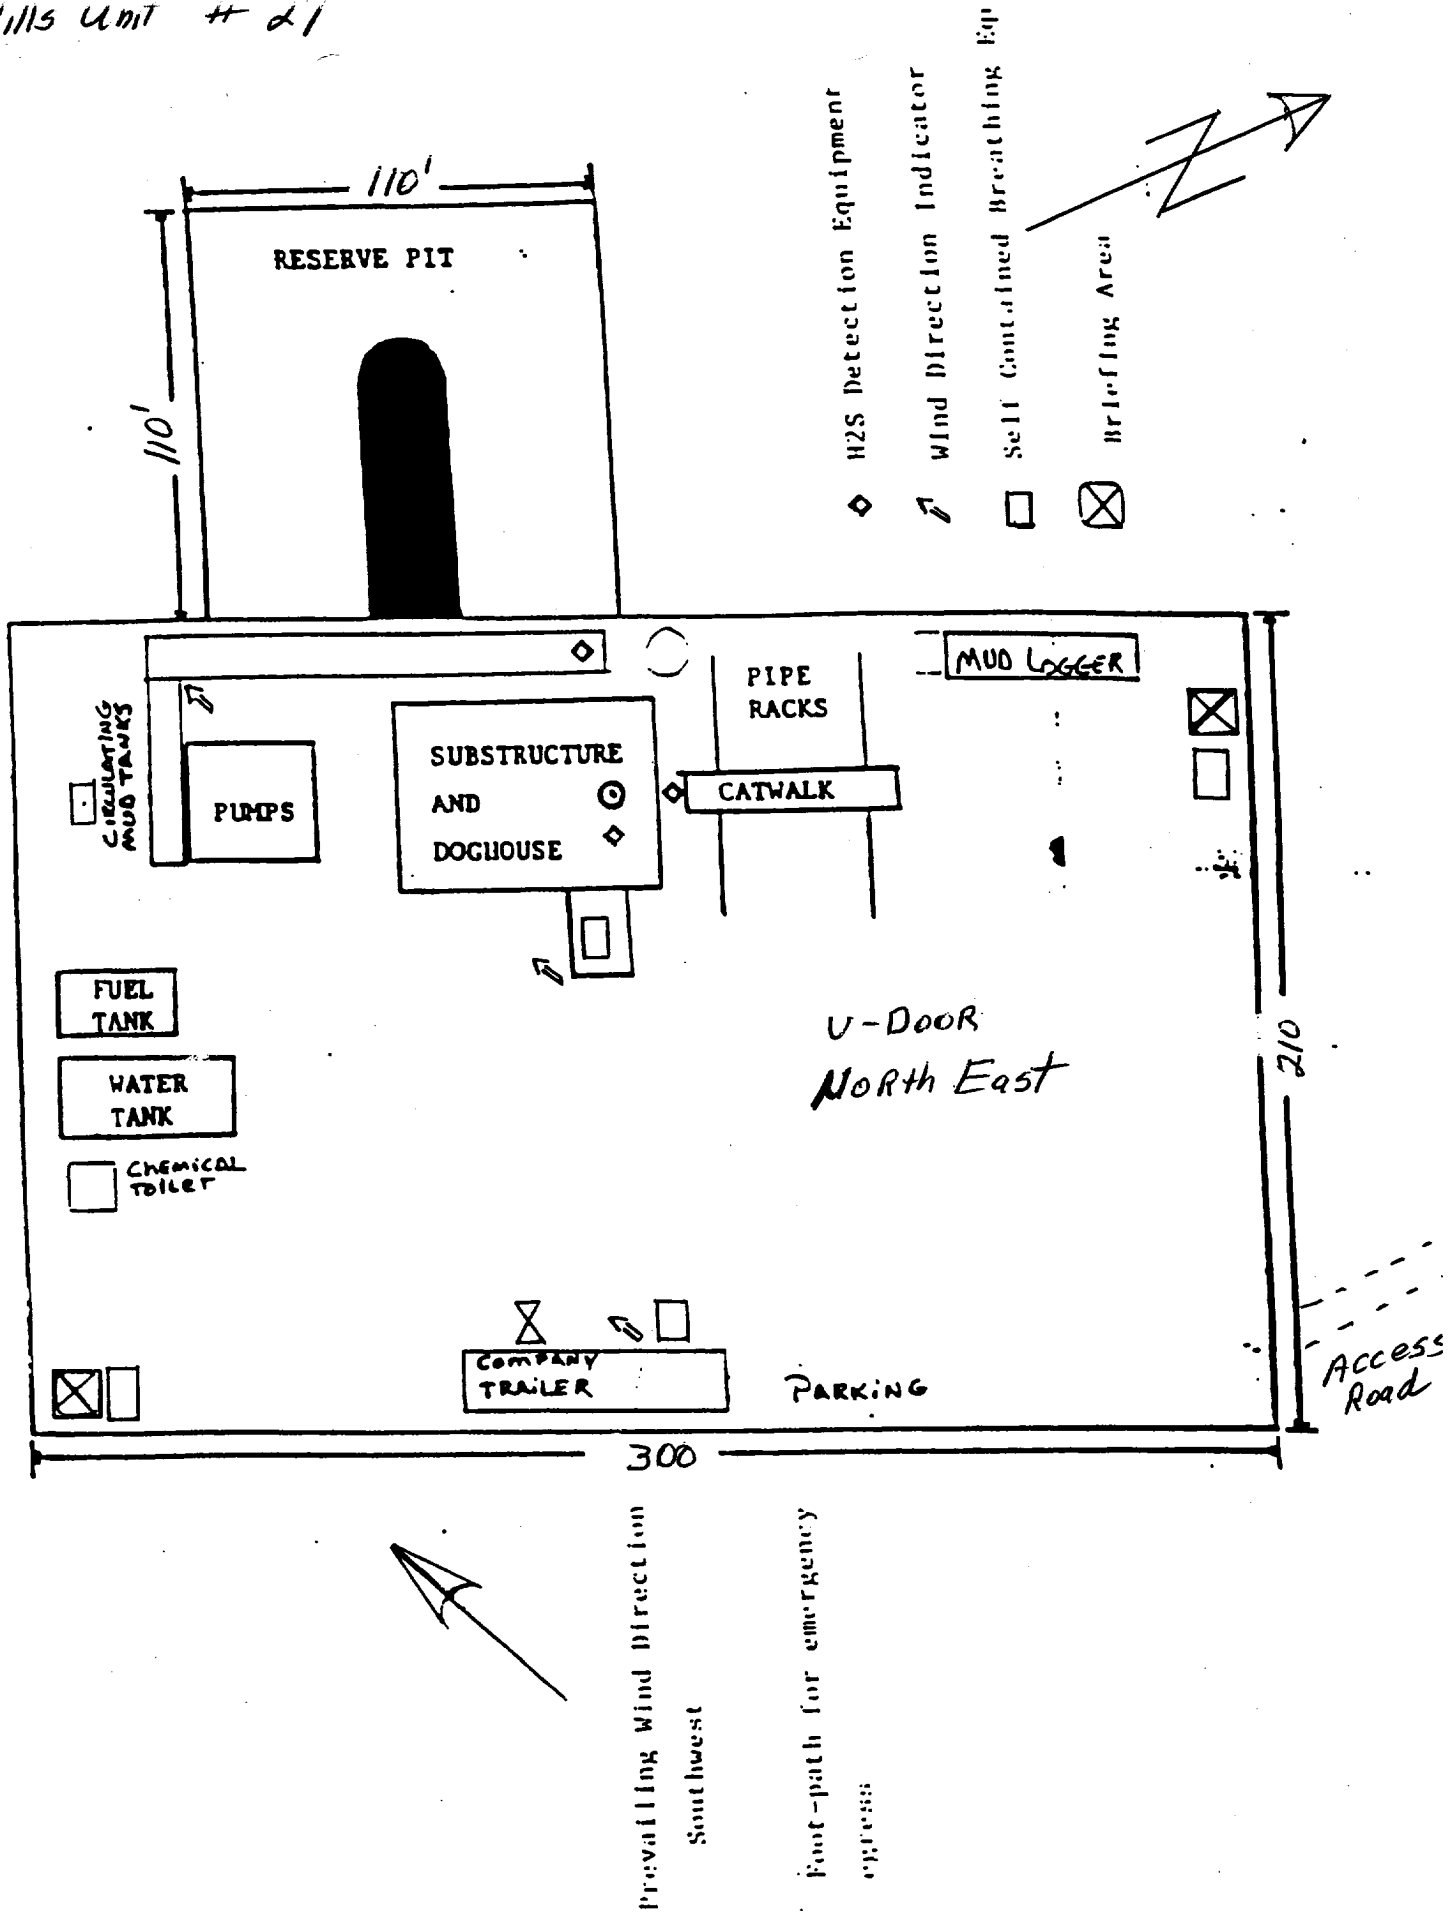 Unit # 21
110'
RESERVE PIT
110'
H2S Detection Equipment
Wind Direction Indicator
Self Contained Breathing Eq
Briefing Area
N
MUD LOGGER
PIPE
RACKS
CIRCULATING
MUD TANKS
PUMPS
SUBSTRUCTURE
AND
DOGHOUSE
CATWALK
FUEL
TANK
WATER
TANK
CHEMICAL
TOILET
U-DOOR
NORTH EAST
210
COMPANY
TRAILER
PARKING
Access
Road
300
Prevailing Wind Direction
Southwest
Foot-path for emergency
egress